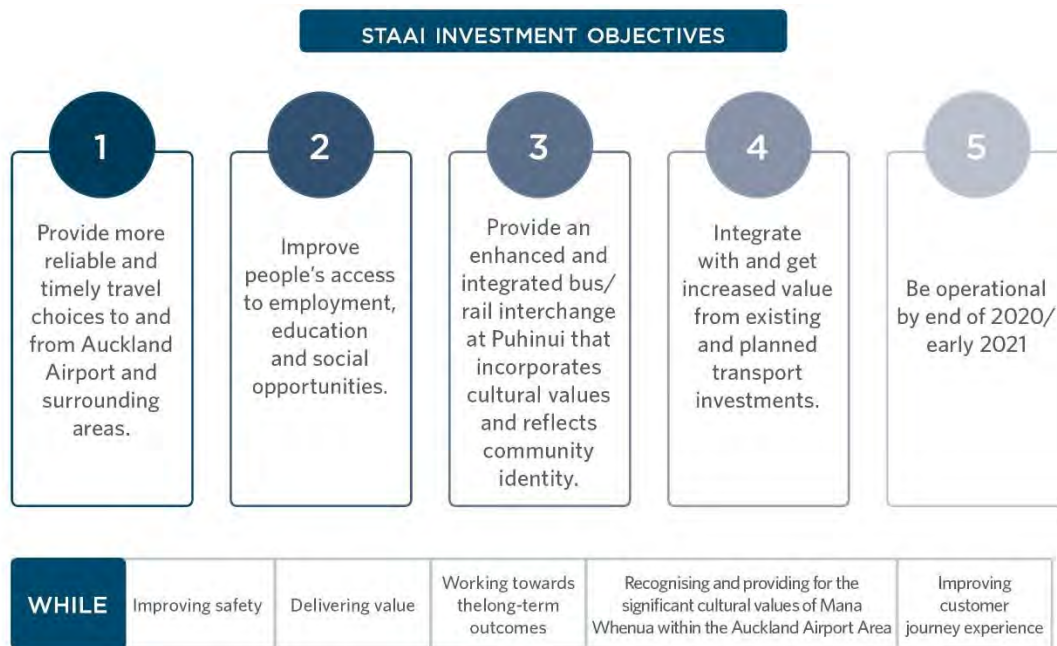 STAAI INVESTMENT OBJECTIVES
1
Provide more
reliable and
timely travel
choices to and
from Auckland
Airport and
surrounding
areas.
2
Improve
people's access
to employment,
education
and social
opportunities.
3
Provide an
enhanced and
integrated bus/
rail interchange
at Puhinui that
incorporates
cultural values
and reflects
community
identity.
4
Integrate
with and get
increased value
from existing
and planned
transport
investments.
5
Be operational
by end of 2020/
early 2021
WHILE
Improving safety
Delivering value
Working towards
thelong-term
outcomes
Recognising and providing for the
significant cultural values of Mana
Whenua within the Auckland Airport Area
Improving
customer
journey experience